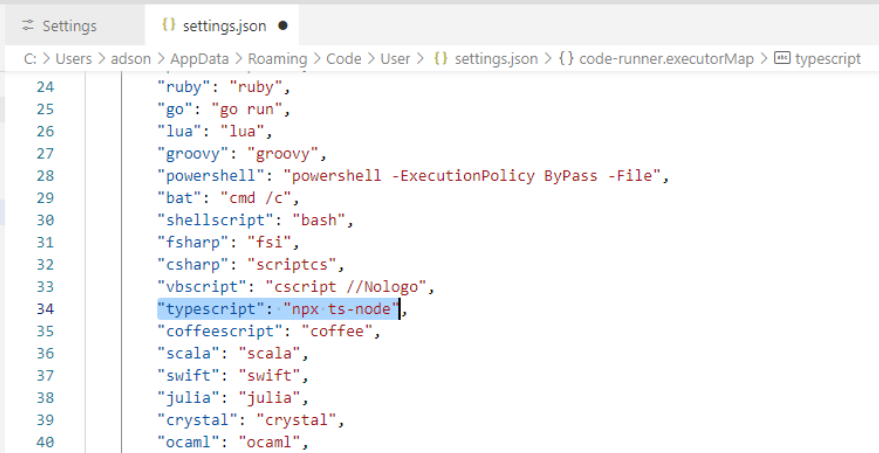 Settings
{} settings.json ●
C: > Users > adson > AppData > Roaming > Code > User > {} settings.json > {} code-runner.executorMap > abc typescript
24 "ruby": "ruby",
25 "go": "go run",
26 "lua": "lua",
27 "groovy": "groovy",
28 "powershell": "powershell -ExecutionPolicy ByPass -File",
29 "bat": "cmd /c",
30 "shellscript": "bash",
31 "fsharp": "fsi",
32 "csharp": "scriptcs",
33 "vbscript": "cscript //Nologo",
34 "typescript": "npx ts-node",
35 "coffeescript": "coffee",
36 "scala": "scala",
37 "swift": "swift",
38 "julia": "julia",
39 "crystal": "crystal",
40 "ocaml": "ocaml",